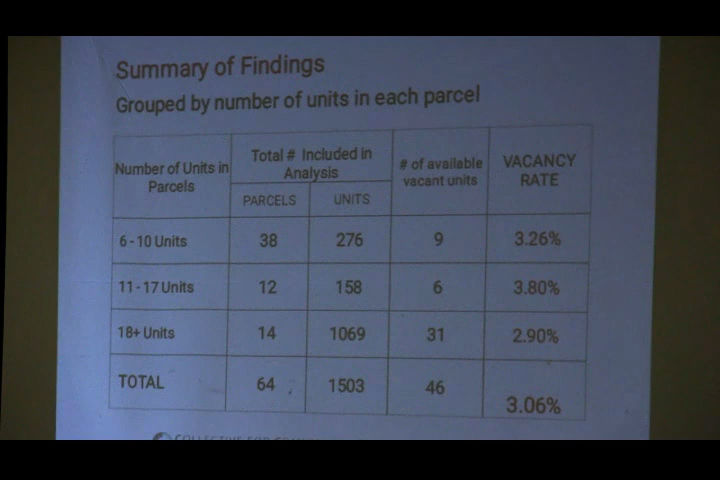 Summary of Findings
Grouped by number of units in each parcel
Number of Units in Parcels Total # Included in Analysis # of available vacant units VACANCY RATE
PARCELS UNITS
6 - 10 Units 38 276 9 3.26%
11 - 17 Units 12 158 6 3.80%
18+ Units 14 1069 31 2.90%
TOTAL 64 1503 46 3.06%
COLLECTIVE FOR